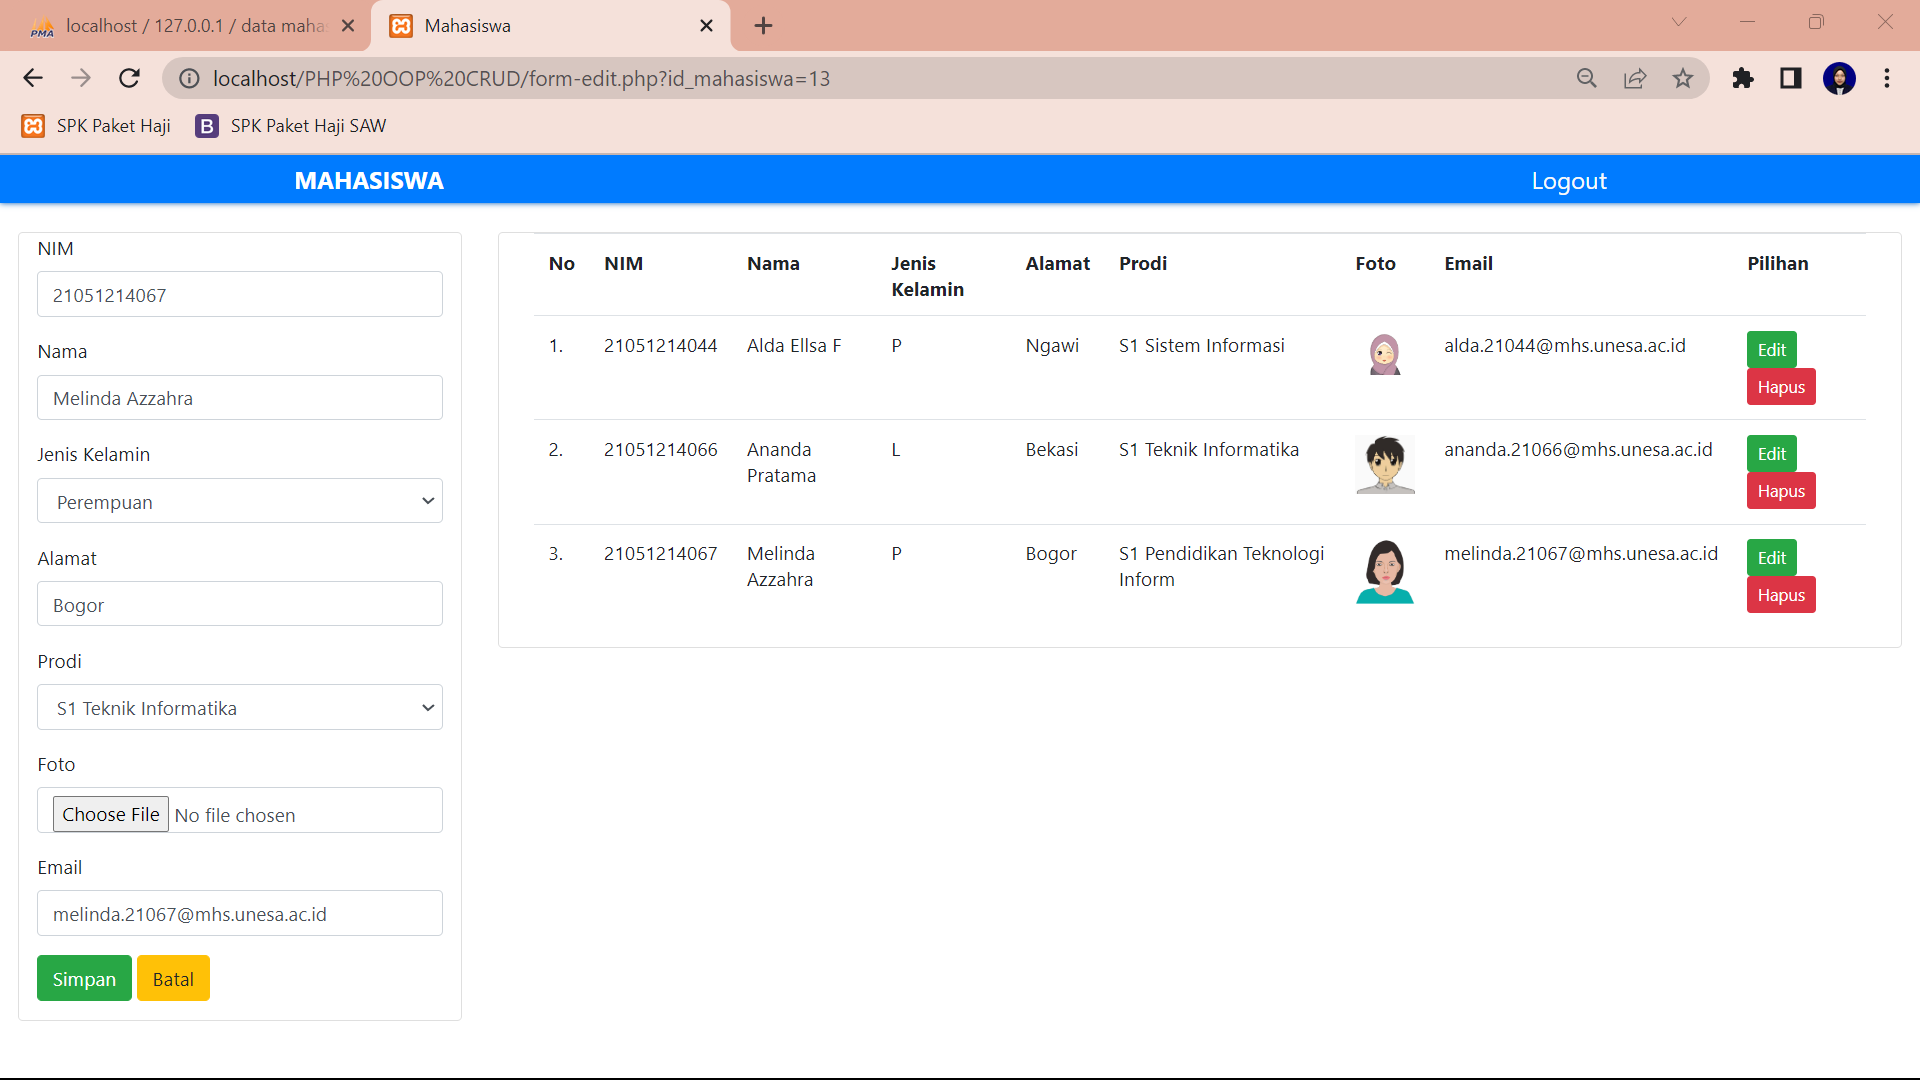 localhost / 127.0.0.1 / data maha
Mahasiswa
localhost/PHP%20OOP%20CRUD/form-edit.php?id_mahasiswa=13
SPK Paket Haji
B SPK Paket Haji SAW
MAHASISWA
Logout
NIM
21051214067
Nama
Melinda Azzahra
Jenis Kelamin
Perempuan
Alamat
Bogor
Prodi
S1 Teknik Informatika
Foto
Choose File No file chosen
Email
melinda.21067@mhs.unesa.ac.id
Simpan Batal
No NIM Nama Jenis Kelamin Alamat Prodi Foto Email Pilihan
1. 21051214044 Alda Ellsa F P Ngawi S1 Sistem Informasi alda.21044@mhs.unesa.ac.id Edit
Hapus
2. 21051214066 Ananda Pratama L Bekasi S1 Teknik Informatika ananda.21066@mhs.unesa.ac.id Edit
Hapus
3. 21051214067 Melinda Azzahra P Bogor S1 Pendidikan Teknologi Inform melinda.21067@mhs.unesa.ac.id Edit
Hapus